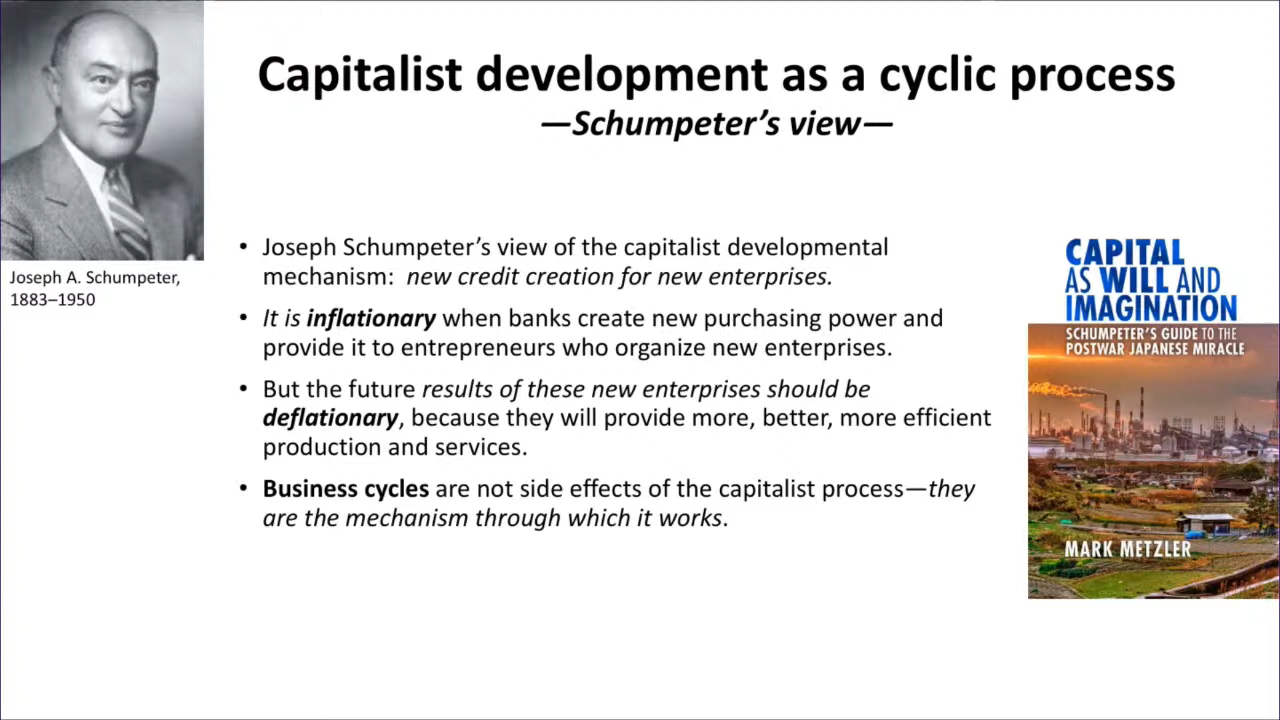 Capitalist development as a cyclic process
—Schumpeter’s view—
Joseph A. Schumpeter,
1883–1950
• Joseph Schumpeter’s view of the capitalist developmental
mechanism: new credit creation for new enterprises.
• It is inflationary when banks create new purchasing power and
provide it to entrepreneurs who organize new enterprises.
• But the future results of these new enterprises should be
deflationary, because they will provide more, better, more efficient
production and services.
• Business cycles are not side effects of the capitalist process—they
are the mechanism through which it works.
CAPITAL
AS WILL AND
IMAGINATION
SCHUMPETER’S GUIDE TO THE
POSTWAR JAPANESE MIRACLE
MARK METZLER